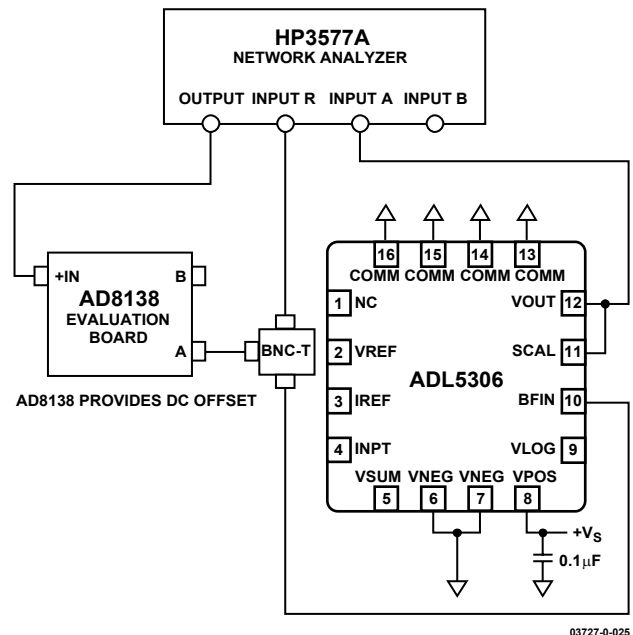 HP3577A
NETWORK ANALYZER
OUTPUT INPUT R INPUT A INPUT B
16 15 14 13
COMM COMM COMM COMM
+IN B
AD8138
EVALUATION
BOARD
A
BNC-T
AD8138 PROVIDES DC OFFSET
1 NC
VOUT 12
2 VREF
SCAL 11
ADL5306
3 IREF
BFIN 10
4 INPT
VLOG 9
VSUM VNEG VNEG VPOS
5 6 7 8
+VS
0.1μF
03727-0-025